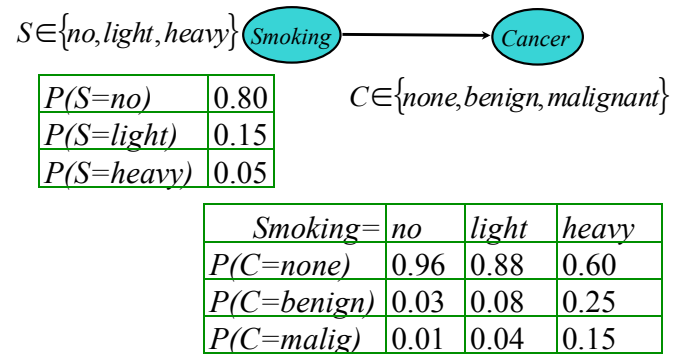 S∈{no,light,heavy} Smoking Cancer
P(S=no) 0.80
C∈{none,benign,malignant}
P(S=light) 0.15
P(S=heavy) 0.05
Smoking= no light heavy
P(C=none) 0.96 0.88 0.60
P(C=benign) 0.03 0.08 0.25
P(C=malig) 0.01 0.04 0.15